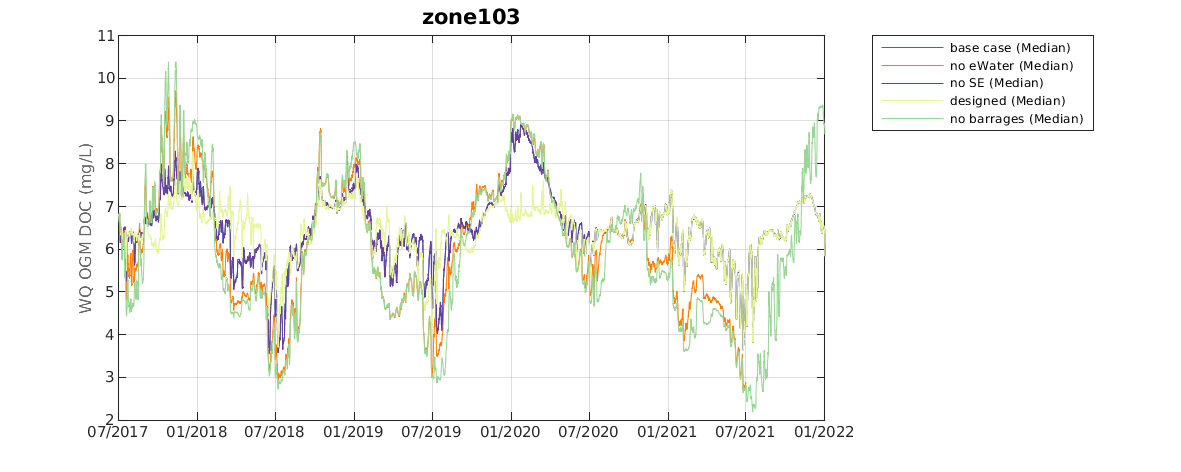 zone103
WQ OGM DOC (mg/L)
11
10
9
8
7
6
5
4
3
2
07/2017 01/2018 07/2018 01/2019 07/2019 01/2020 07/2020 01/2021 07/2021 01/2022
base case (Median)
no eWater (Median)
no SE (Median)
designed (Median)
no barrages (Median)